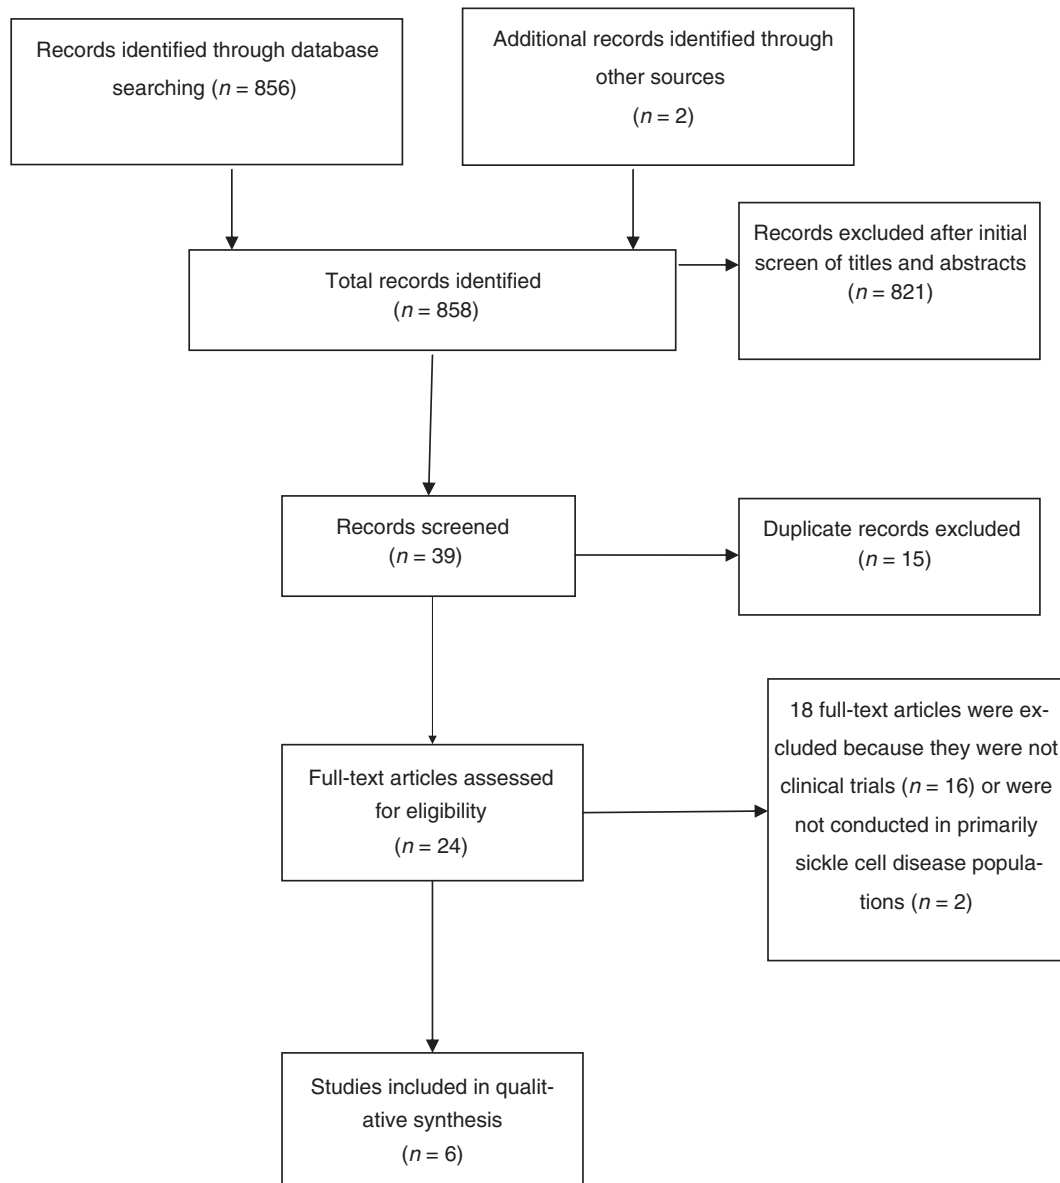 Records identified through database
searching (n = 856)
Additional records identified through
other sources
(n = 2)
Total records identified
(n = 858)
Records excluded after initial
screen of titles and abstracts
(n = 821)
Records screened
(n = 39)
Duplicate records excluded
(n = 15)
Full-text articles assessed
for eligibility
(n = 24)
18 full-text articles were ex-
cluded because they were not
clinical trials (n = 16) or were
not conducted in primarily
sickle cell disease popula-
tions (n = 2)
Studies included in qualit-
ative synthesis
(n = 6)